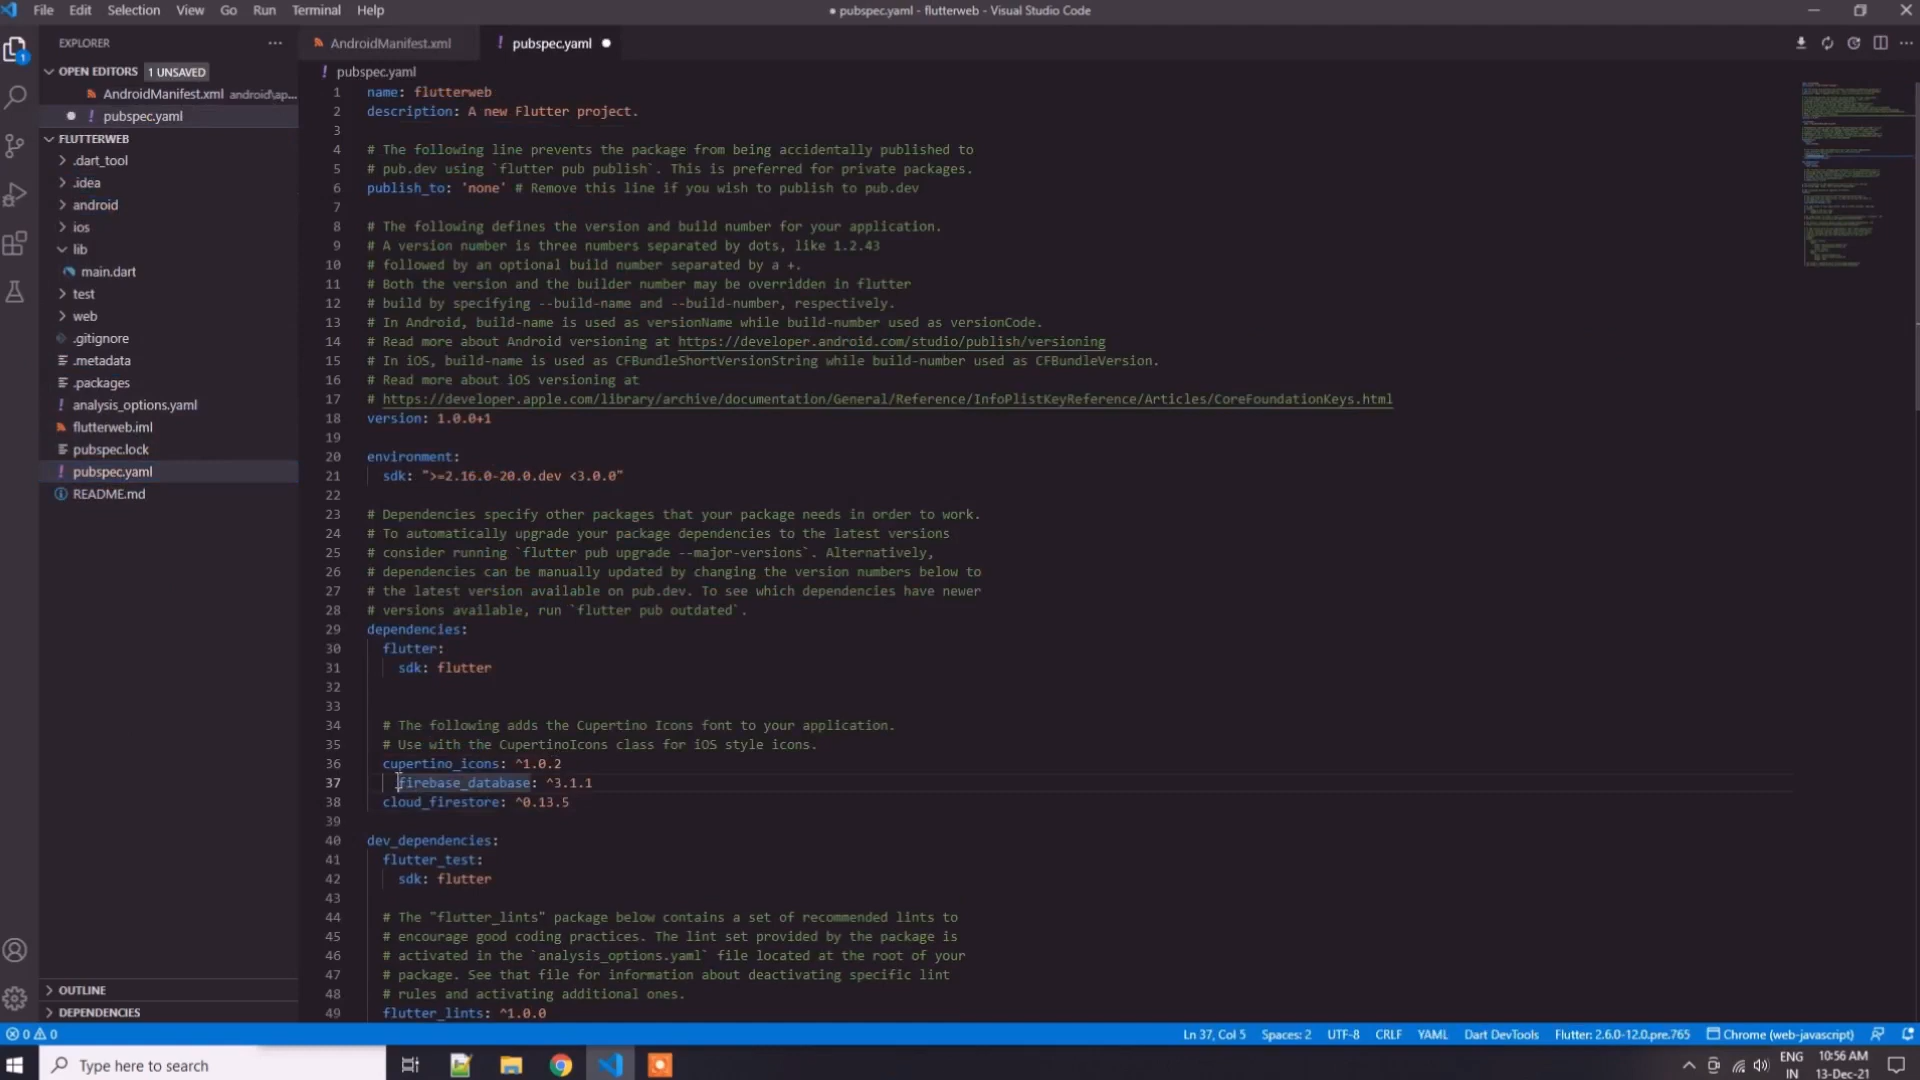 File Edit Selection View Go Run Terminal Help
● pubspec.yaml - flutterweb - Visual Studio Code
EXPLORER
OPEN EDITORS 1 UNSAVED
AndroidManifest.xml android\ap...
! pubspec.yaml
FLUTTERWEB
.dart_tool
.idea
android
ios
lib
main.dart
test
web
.gitignore
.metadata
.packages
analysis_options.yaml
flutterweb.iml
pubspec.lock
! pubspec.yaml
README.md
OUTLINE
DEPENDENCIES
AndroidManifest.xml
! pubspec.yaml ●
! pubspec.yaml
1 name: flutterweb
2 description: A new Flutter project.
3
4 # The following line prevents the package from being accidentally published to
5 # pub.dev using `flutter pub publish`. This is preferred for private packages.
6 publish_to: 'none' # Remove this line if you wish to publish to pub.dev
7
8 # The following defines the version and build number for your application.
9 # A version number is three numbers separated by dots, like 1.2.43
10 # followed by an optional build number separated by a +.
11 # Both the version and the builder number may be overridden in flutter
12 # build by specifying --build-name and --build-number, respectively.
13 # In Android, build-name is used as versionName while build-number used as versionCode.
14 # Read more about Android versioning at https://developer.android.com/studio/publish/versioning
15 # In iOS, build-name is used as CFBundleShortVersionString while build-number used as CFBundleVersion.
16 # Read more about iOS versioning at
17 # https://developer.apple.com/library/archive/documentation/General/Reference/InfoPlistKeyReference/Articles/CoreFoundationKeys.html
18 version: 1.0.0+1
19
20 environment:
21 sdk: ">=2.16.0-20.0.dev <3.0.0"
22
23 # Dependencies specify other packages that your package needs in order to work.
24 # To automatically upgrade your package dependencies to the latest versions
25 # consider running `flutter pub upgrade --major-versions`. Alternatively,
26 # dependencies can be manually updated by changing the version numbers below to
27 # the latest version available on pub.dev. To see which dependencies have newer
28 # versions available, run `flutter pub outdated`.
29 dependencies:
30 flutter:
31 sdk: flutter
32
33
34 # The following adds the Cupertino Icons font to your application.
35 # Use with the CupertinoIcons class for iOS style icons.
36 cupertino_icons: ^1.0.2
37 firebase_database: ^3.1.1
38 cloud_firestore: ^0.13.5
39
40 dev_dependencies:
41 flutter_test:
42 sdk: flutter
43
44 # The "flutter_lints" package below contains a set of recommended lints to
45 # encourage good coding practices. The lint set provided by the package is
46 # activated in the `analysis_options.yaml` file located at the root of your
47 # package. See that file for information about deactivating specific lint
48 # rules and activating additional ones.
49 flutter_lints: ^1.0.0
0 0 Ln 37, Col 5 Spaces: 2 UTF-8 CRLF YAML Dart DevTools Flutter: 2.6.0-12.0.pre.765 Chrome (web-javascript)
Type here to search
ENG
IN
10:56 AM
13-Dec-21